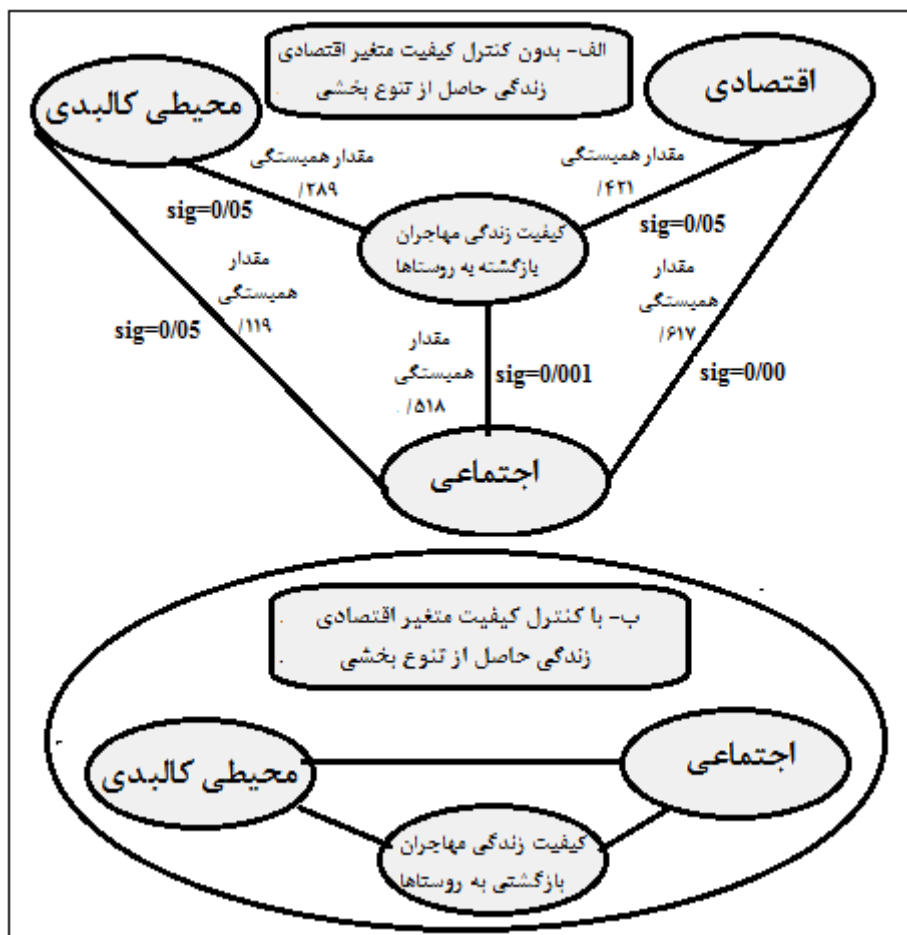 الف- بدون کنترل کیفیت متغیر اقتصادی
زندگی حاصل از تنوع بخشی
اقتصادی
محیطی کالبدی
مقدار همبستگی
/۴۲۱
sig=0/05
مقدار همبستگی
/۲۸۹
sig=0/05
کیفیت زندگی مهاجران
بازگشته به روستاها
مقدار
همبستگی
/۶۱۷
sig=0/00
مقدار
همبستگی
/۵۱۸
sig=0/001
مقدار
همبستگی
/۱۱۹
sig=0/05
اجتماعی
ب- با کنترل کیفیت متغیر اقتصادی
زندگی حاصل از تنوع بخشی
اجتماعی
محیطی کالبدی
کیفیت زندگی مهاجران
بازگشتی به روستاها